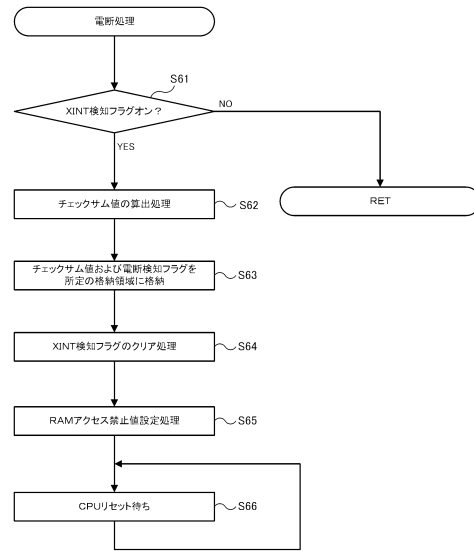 電断処理
S61
XINT検知フラグオン？
NO
YES
チェックサム値の算出処理
S62
RET
チェックサム値および電断検知フラグを
所定の格納領域に格納
S63
XINT検知フラグのクリア処理
S64
RAMアクセス禁止値設定処理
S65
CPUリセット待ち
S66